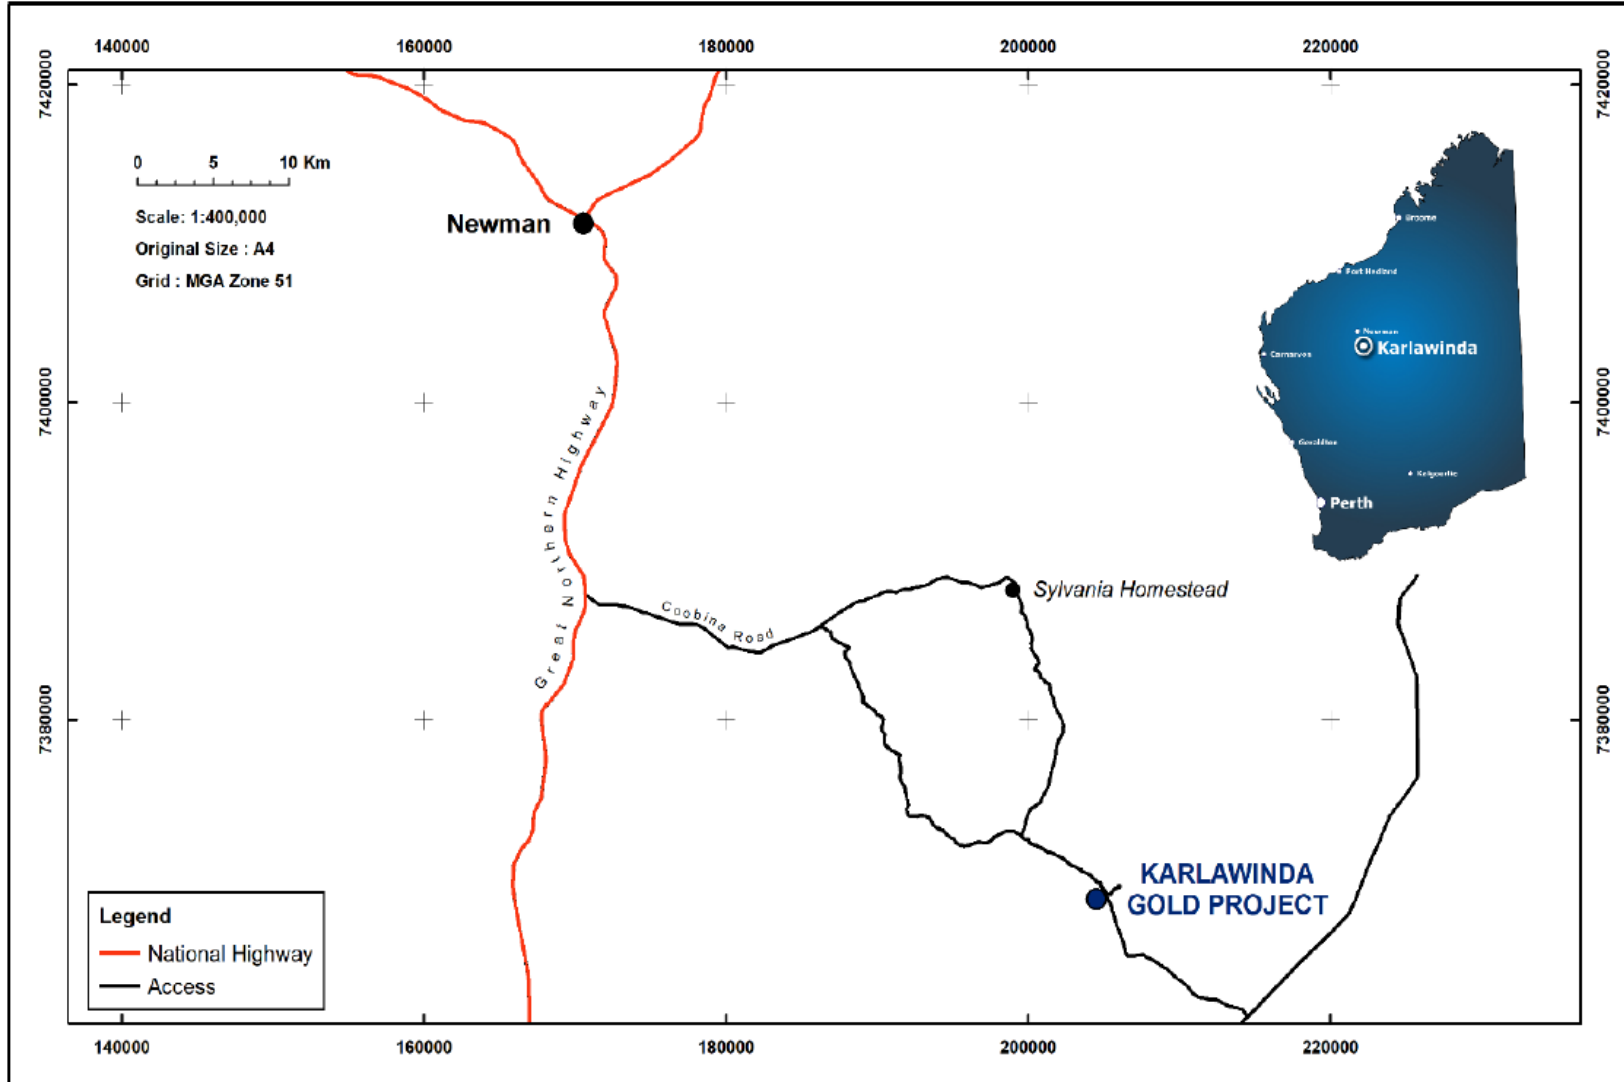 140000 160000 180000 200000 220000
7420000 7420000
0 5 10 Km
Scale: 1:400,000
Original Size : A4
Grid : MGA Zone 51
Newman
Broome
Port Hedland
Newman
Karlawinda
Carnarvon
Geraldton
Kalgoorlie
Perth
7400000 7400000
Great Northern Highway
Coobina Road
Sylvania Homestead
7380000 7380000
KARLAWINDA
GOLD PROJECT
Legend
National Highway
Access
140000 160000 180000 200000 220000